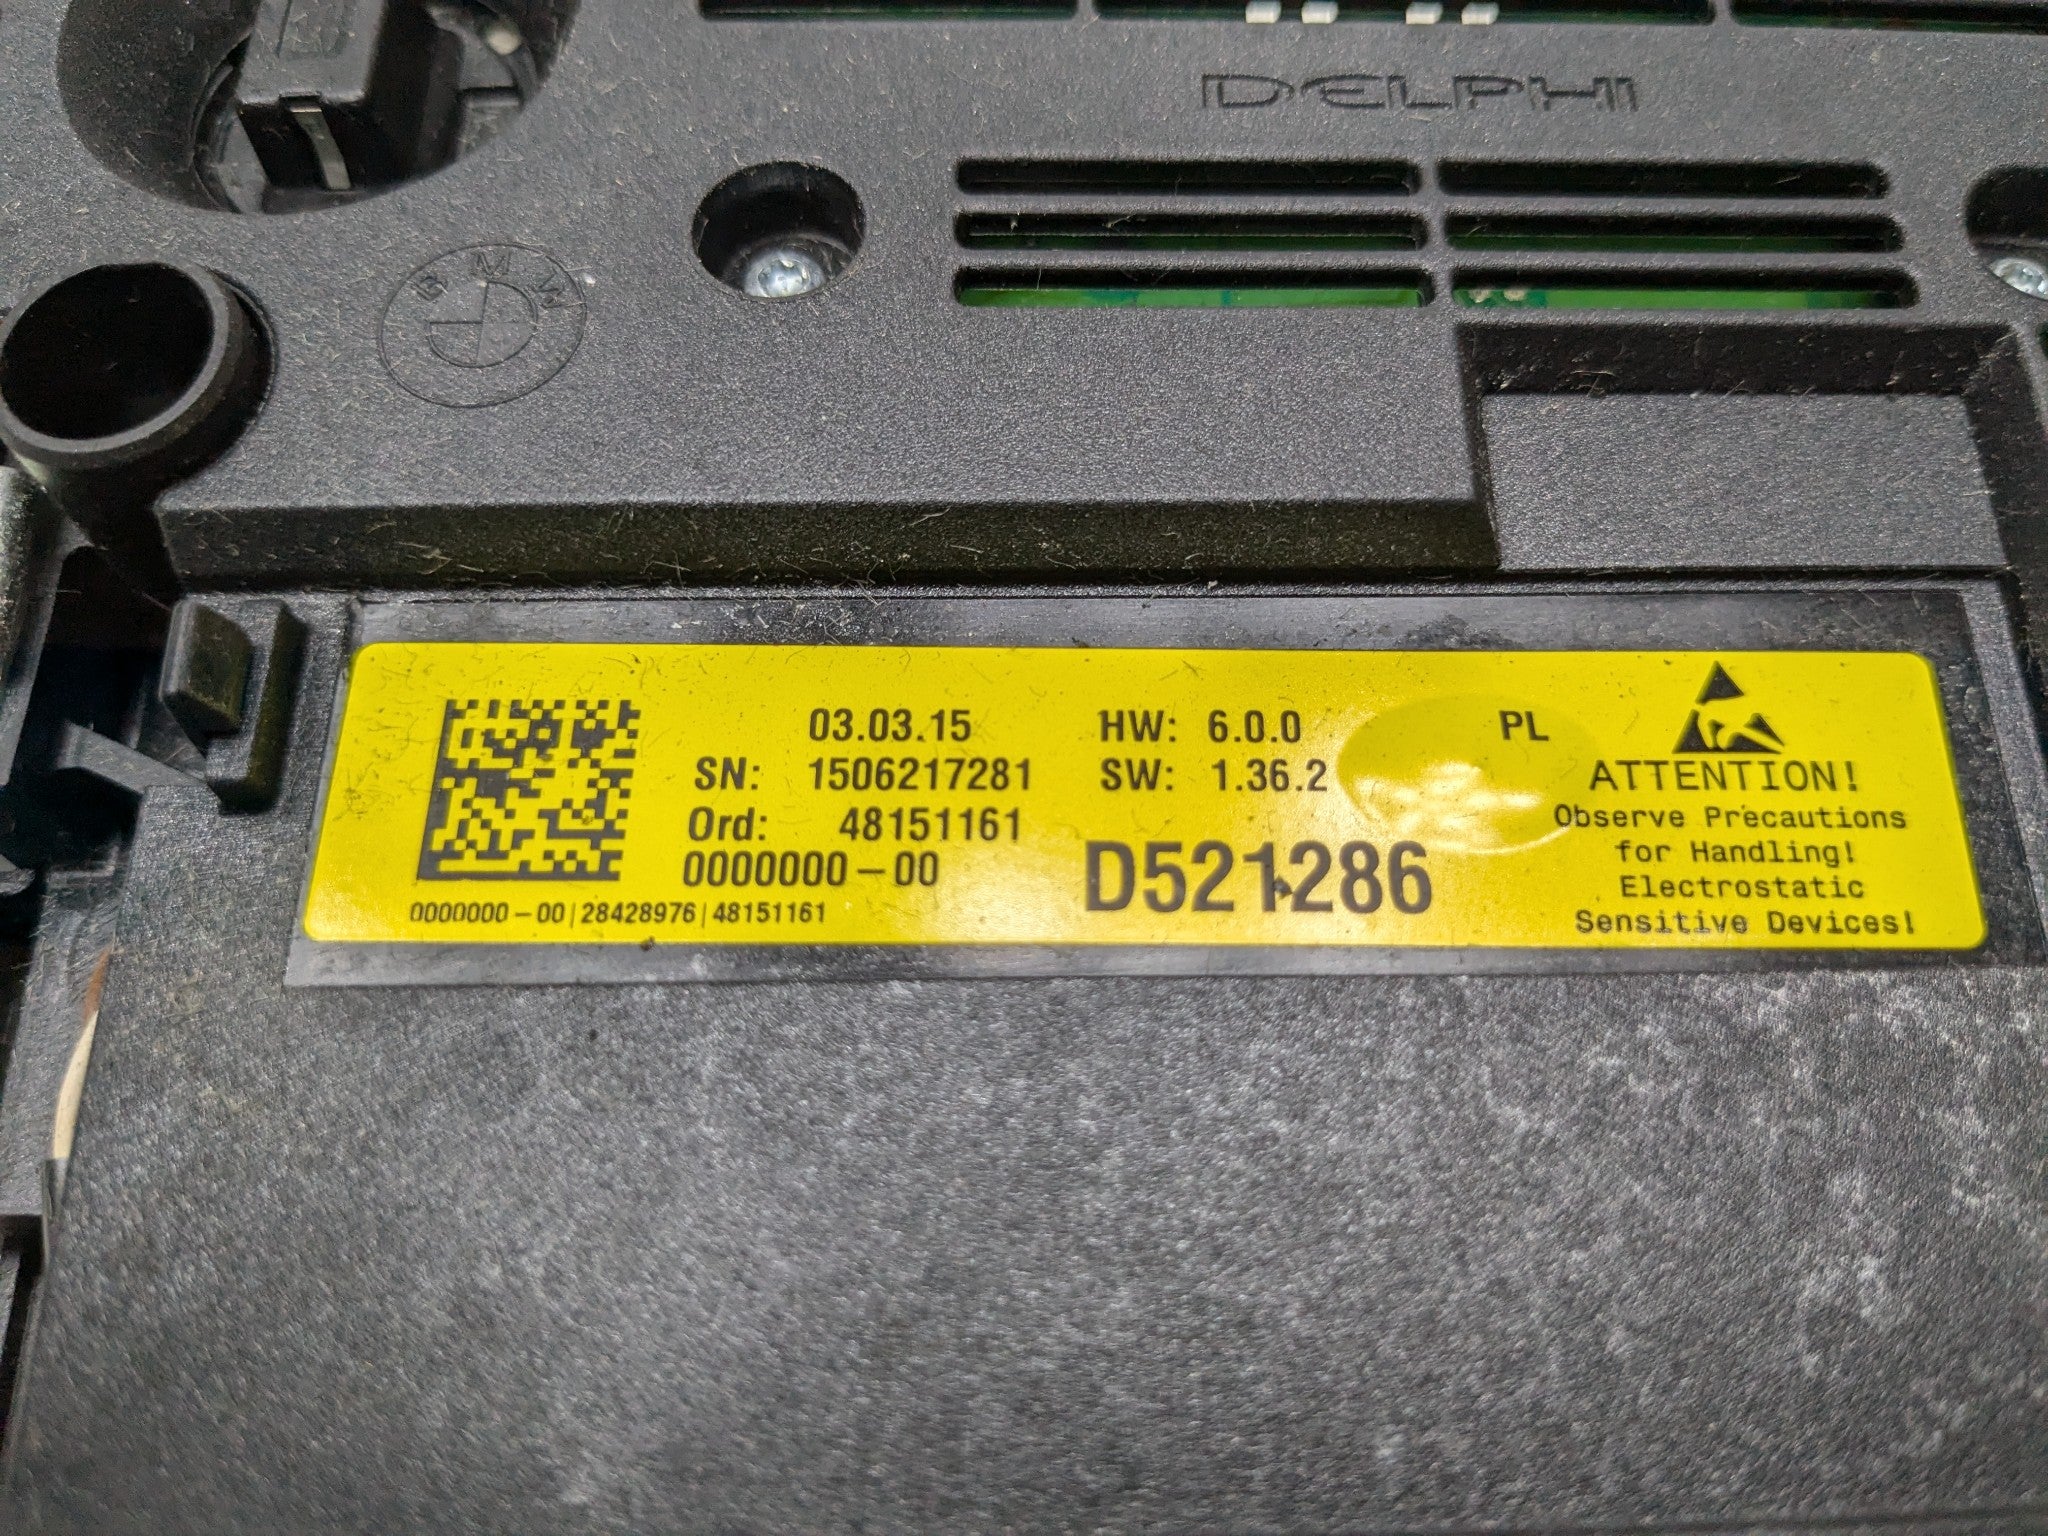 DELPHI
BMW
03.03.15 HW: 6.0.0 PL
SN: 1506217281 SW: 1.36.2
Ord: 48151161
0000000-00 D521286
0000000-00|28428976|48151161
ATTENTION!
Observe Precautions
for Handling!
Electrostatic
Sensitive Devices!